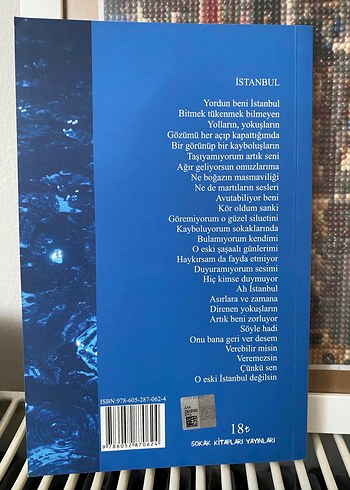 İSTANBUL
Yordun beni İstanbul
Bitmek tükenmek bilmeyen
Yolların, yokuşların
Gözümü her açıp kapattığımda
Bir görünüp bir kayboluşların
Taşıyamıyorum artık seni
Ağır geliyorsun omuzlarıma
Ne boğazın masmaviliği
Ne de martıların sesleri
Avutabiliyor beni
Kör oldum sanki
Göremiyorum o güzel siluetini
Kayboluyorum sokaklarında
Bulamıyorum kendimi
O eski şaşaalı günlerimi
Haykırsam da fayda etmiyor
Duyuramıyorum sesimi
Hiç kimse duymuyor
Ah İstanbul
Asırlara ve zamana
Direnen yokuşların
Artık beni zorluyor
Söyle hadi
Onu bana geri ver desem
Verebilir misin
Veremezsin
Çünkü sen
O eski İstanbul değilsin
ISBN:978-605-287-062-4
9 786052 870624
18₺
SOKAK KİTAPLARI YAYINLARI